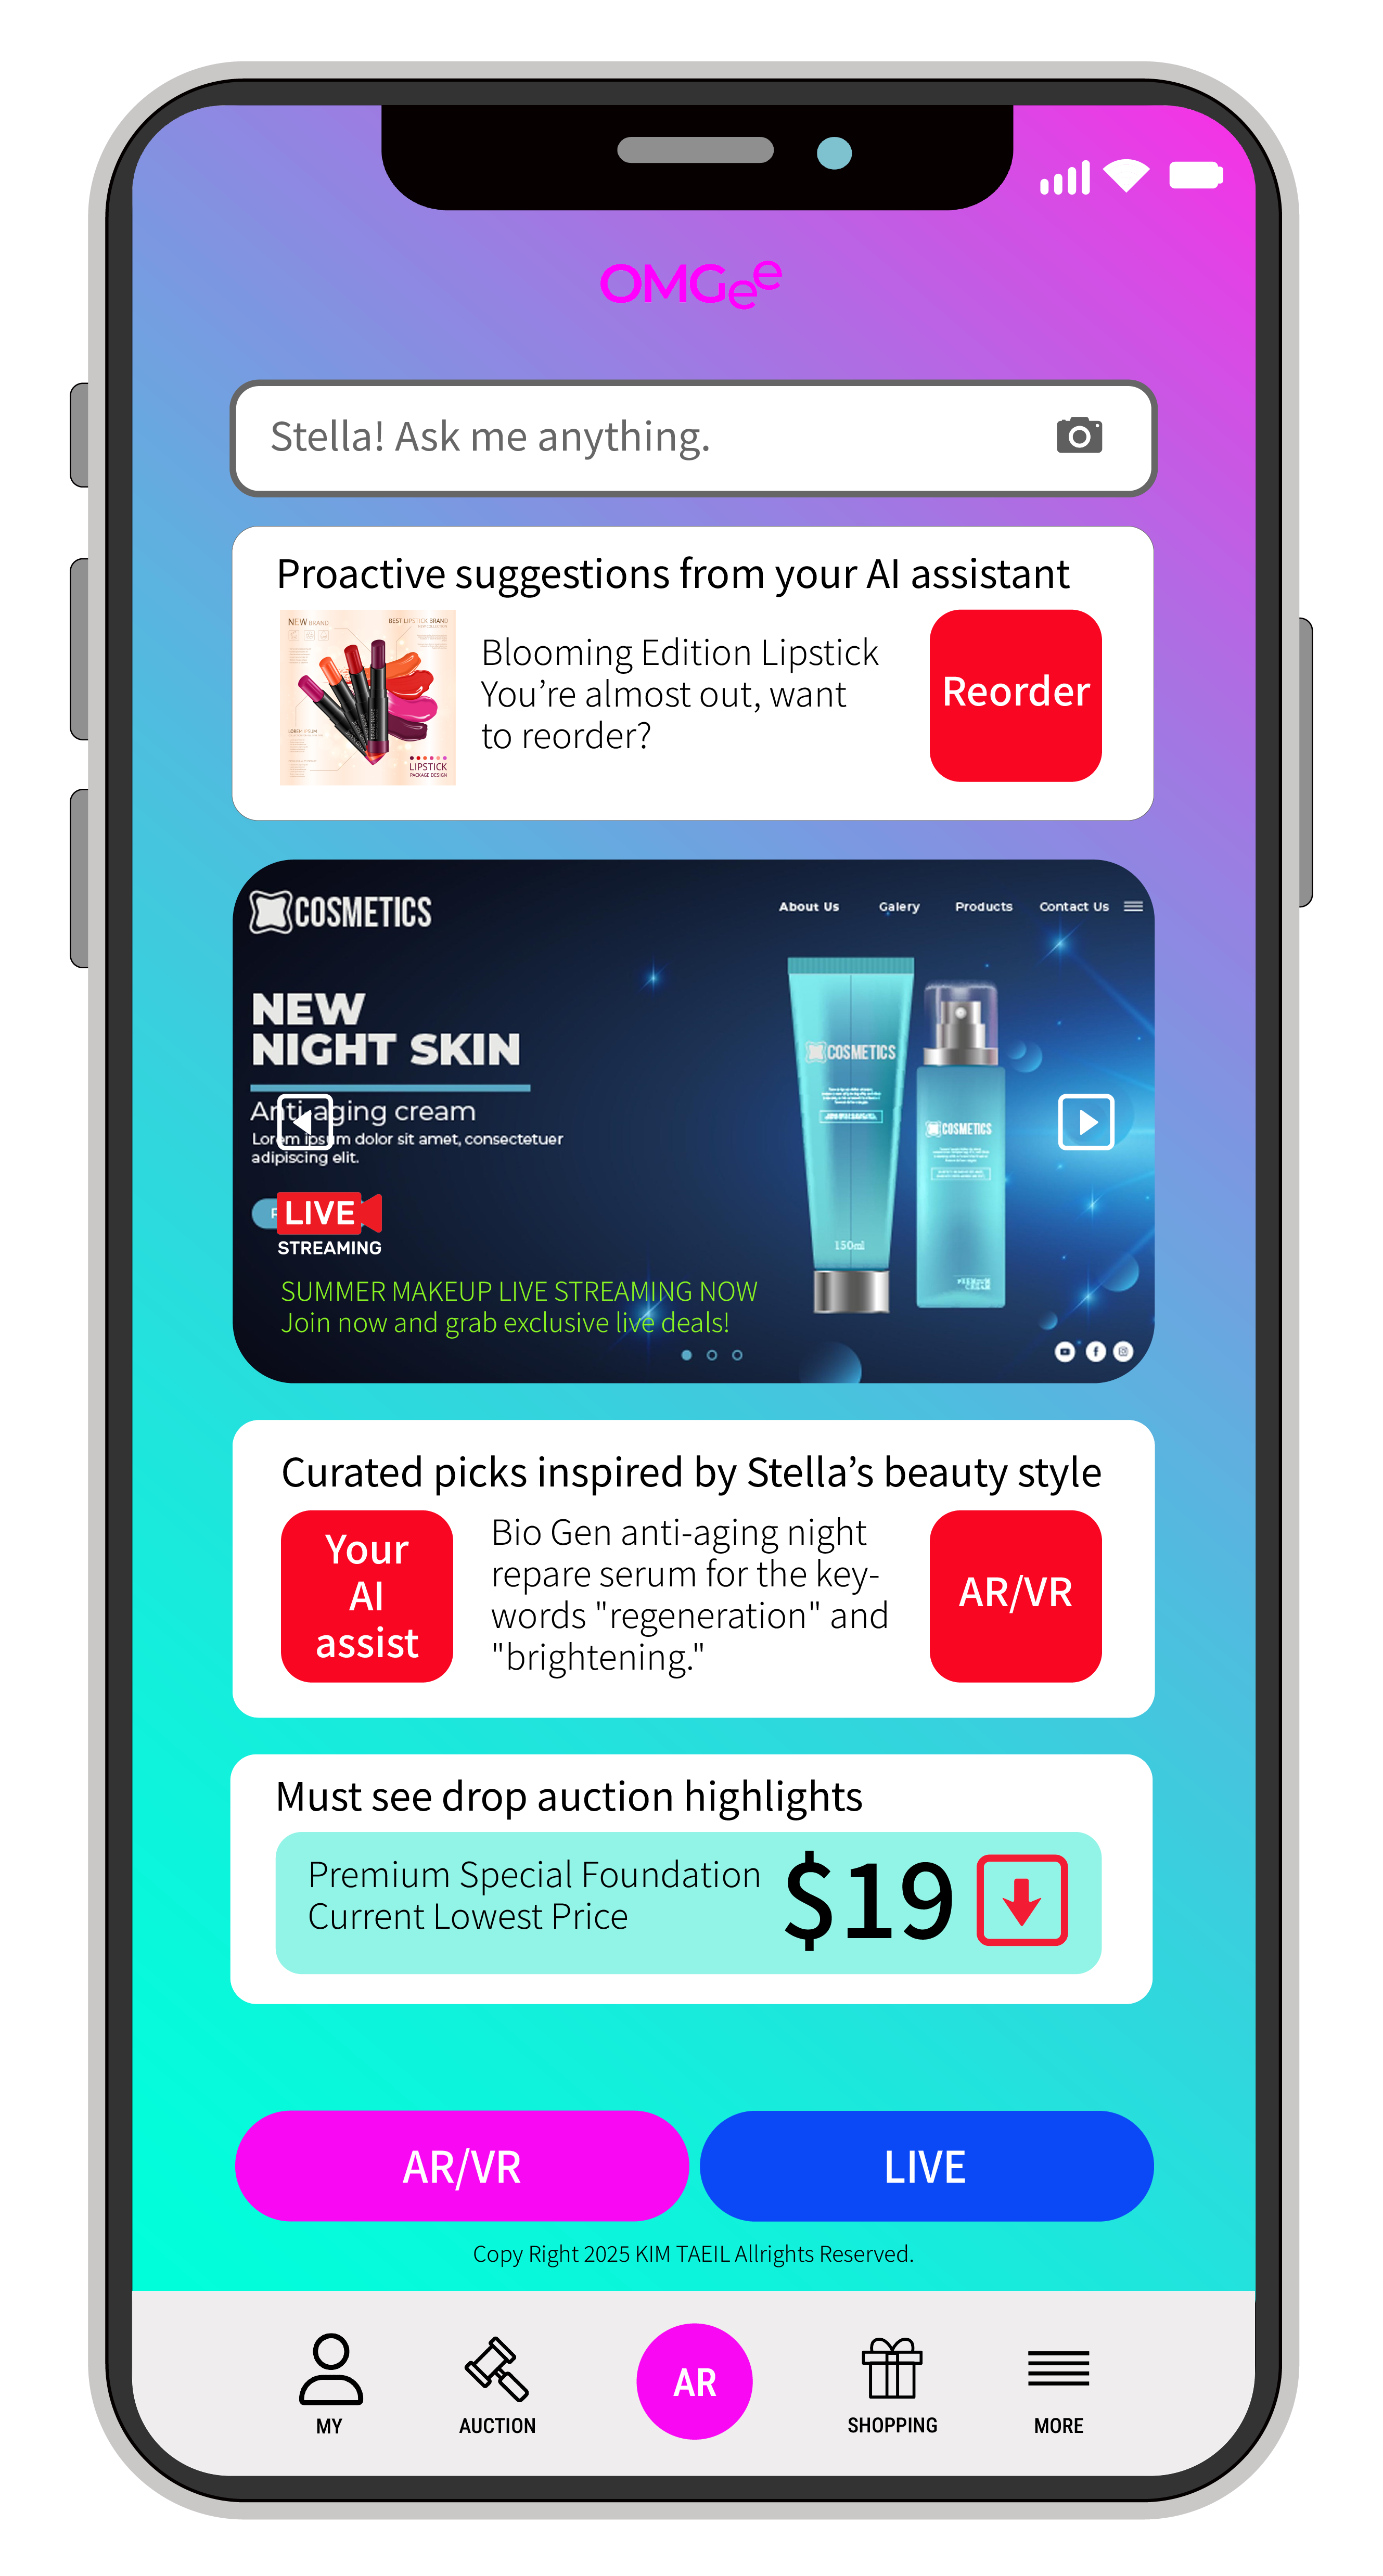 OMGee
Stella! Ask me anything.
Proactive suggestions from your AI assistant
NEW BRAND
BEST LIPSTICK BRAND
LIPSTICK
PACKAGE DESIGN
Blooming Edition Lipstick
You’re almost out, want
to reorder?
Reorder
COSMETICS
About Us Galery Products Contact Us
NEW
NIGHT SKIN
Anti-aging cream
Lorem ipsum dolor sit amet, consectetuer
adipiscing elit.
COSMETICS
COSMETICS
150ml
PREMIUM
CREAM
LIVE
STREAMING
SUMMER MAKEUP LIVE STREAMING NOW
Join now and grab exclusive live deals!
Curated picks inspired by Stella’s beauty style
Your
AI
assist
Bio Gen anti-aging night
repare serum for the key-
words "regeneration" and
"brightening."
AR/VR
Must see drop auction highlights
Premium Special Foundation
Current Lowest Price
$19
AR/VR
LIVE
Copy Right 2025 KIM TAEIL Allrights Reserved.
MY
AUCTION
AR
SHOPPING
MORE